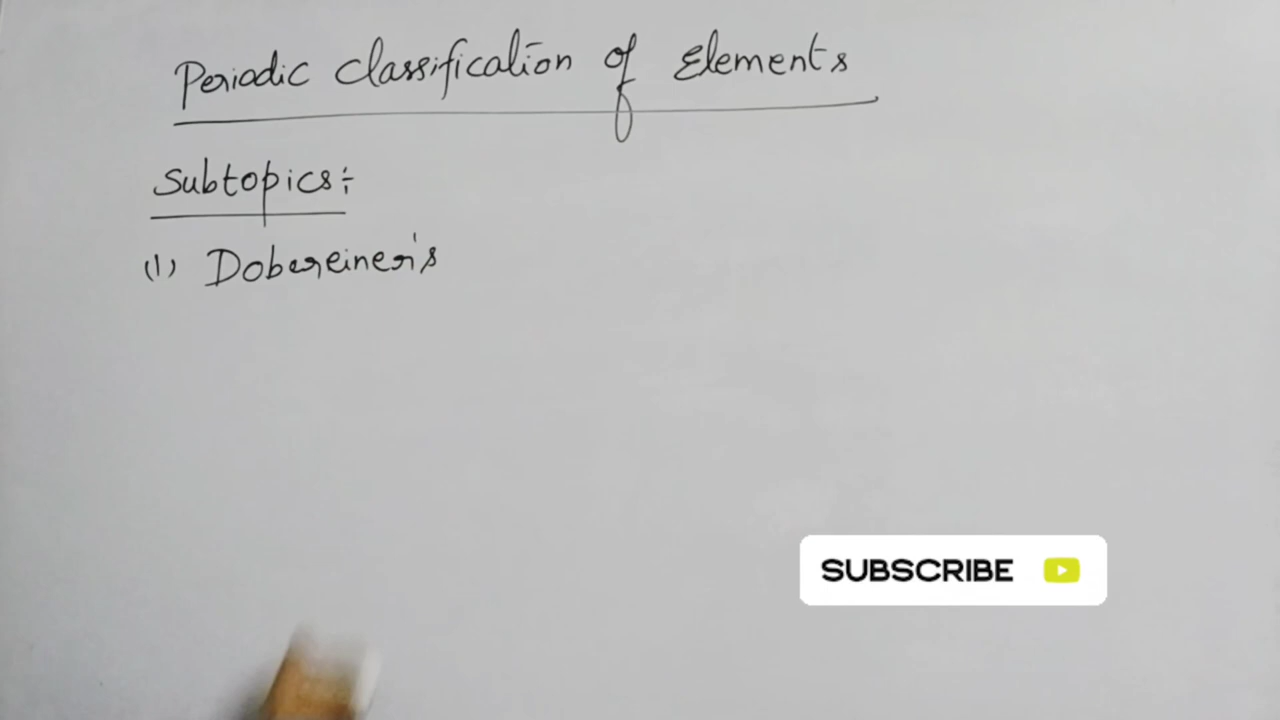 Periodic classification of Elements
Subtopics:
(1) Dobereiner's
SUBSCRIBE